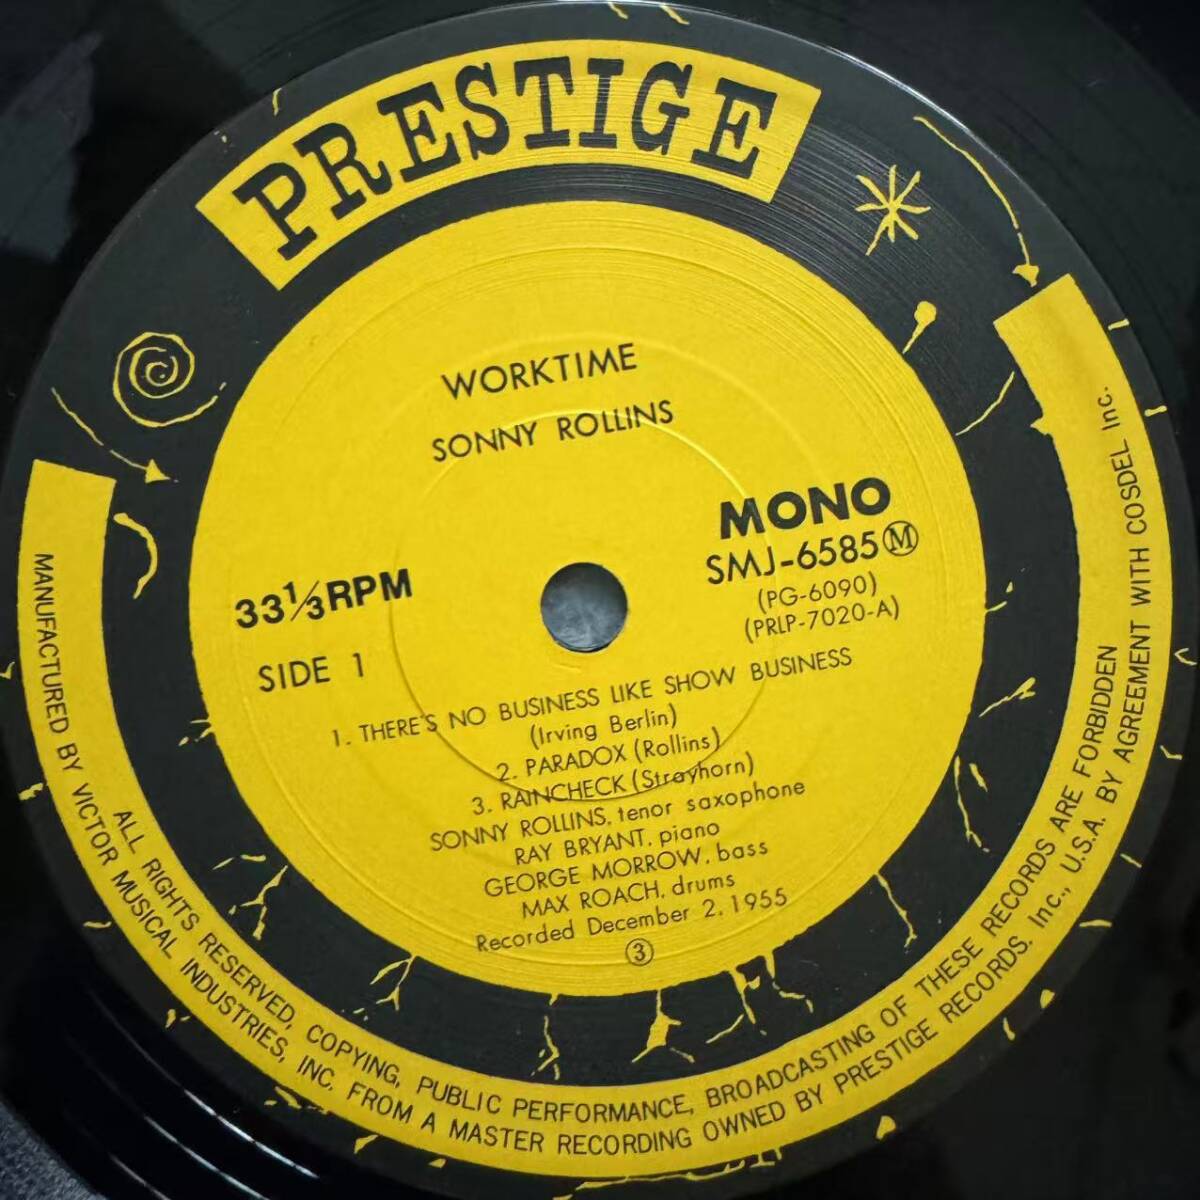 PRESTIGE
WORKTIME
SONNY ROLLINS
MONO
SMJ-6585Ⓜ
(PG-6090)
(PRLP-7020-A)
33⅓RPM
SIDE 1
1. THERE'S NO BUSINESS LIKE SHOW BUSINESS
(Irving Berlin)
2. PARADOX (Rollins)
3. RAINCHECK (Strayhorn)
SONNY ROLLINS, tenor saxophone
RAY BRYANT, piano
GEORGE MORROW, bass
MAX ROACH, drums
Recorded December 2, 1955
③
ALL RIGHTS RESERVED, COPYING, PUBLIC PERFORMANCE, BROADCASTING OF THESE RECORDS ARE FORBIDDEN
MANUFACTURED BY VICTOR MUSICAL INDUSTRIES, INC. FROM A MASTER RECORDING OWNED BY PRESTIGE RECORDS. Inc., U.S.A. BY AGREEMENT WITH COSDEL Inc.